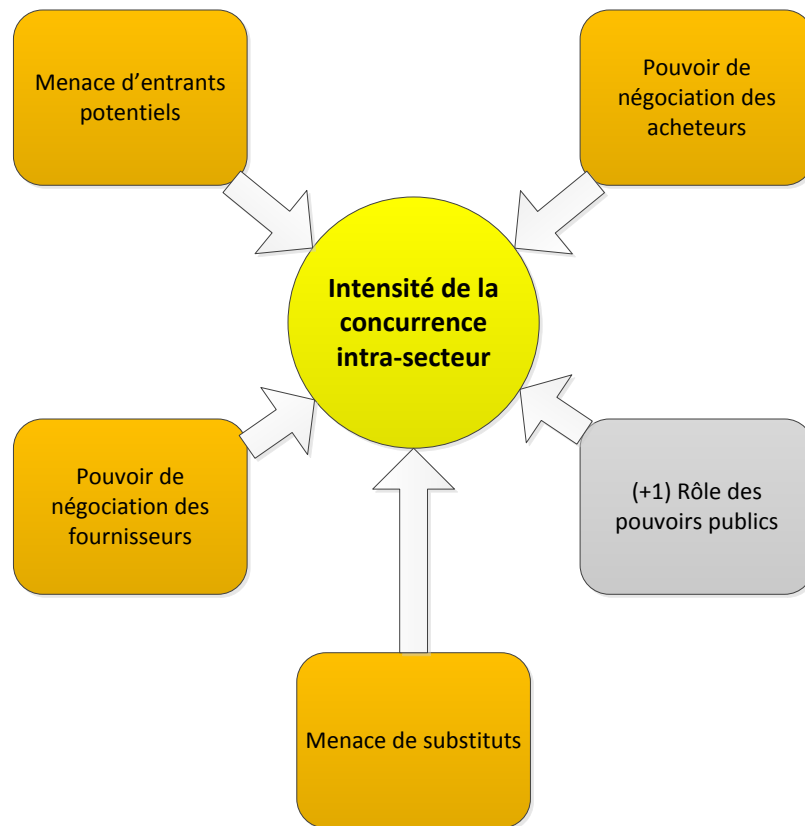 Menace d'entrants
potentiels
Pouvoir de
négociation des
acheteurs
Intensité de la
concurrence
intra-secteur
Pouvoir de
négociation des
fournisseurs
(+1) Rôle des
pouvoirs publics
Menace de substituts